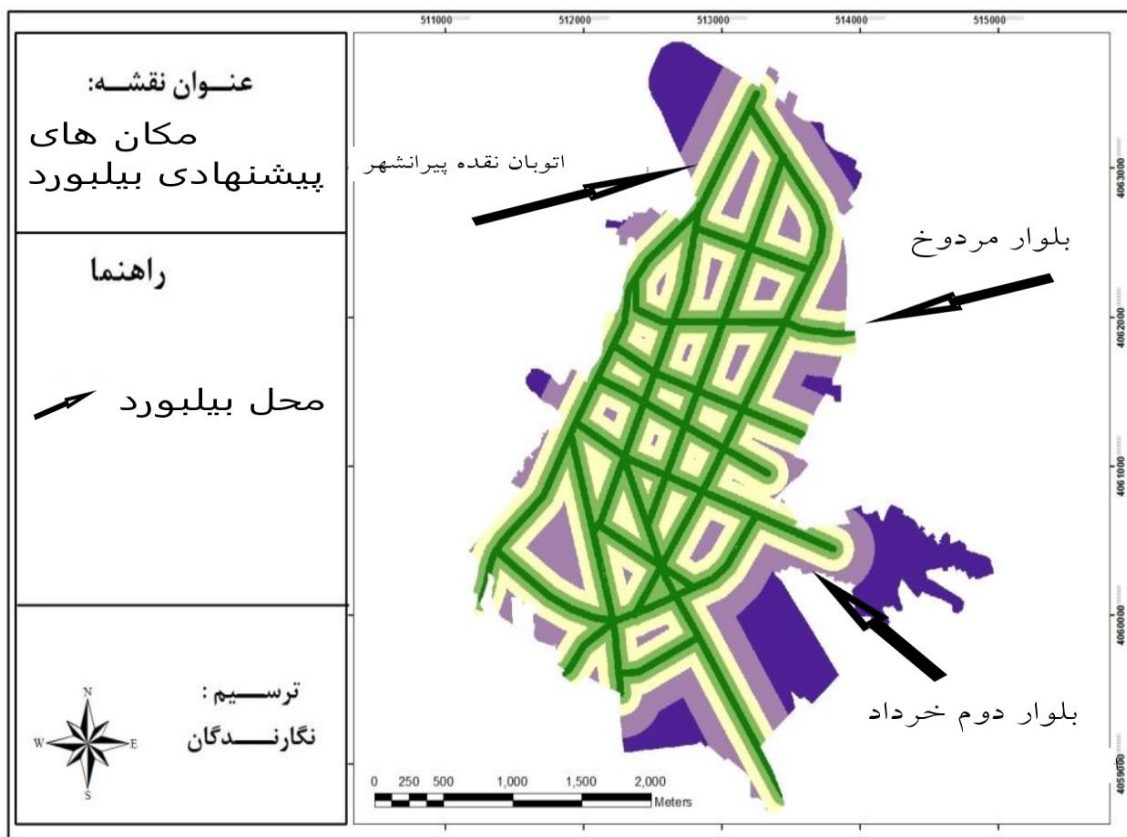 عنوان نقشه:
مکان های
پیشنهادی بیلبورد
راهنما
محل بیلبورد
ترسیم :
نگارندگان
N
W E
S
511000 512000 513000 514000 515000
اتوبان نقده پیرانشهر
بلوار مردوخ
بلوار دوم خرداد
4063000
4062000
4061000
4060000
4059000
0 250 500 1,000 1,500 2,000
Meters